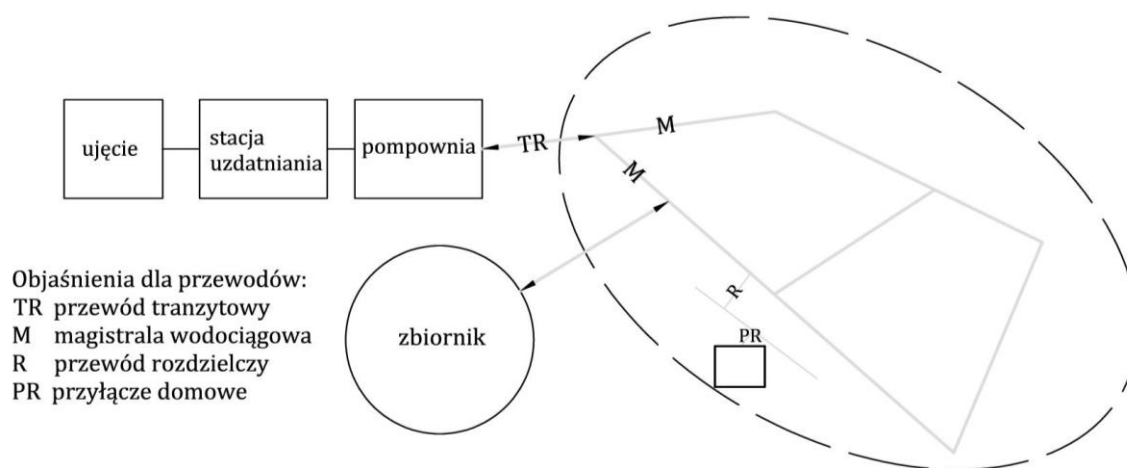 ujęcie
stacja
uzdatniania
pompownia
TR
M
M
zbiornik
R
PR
Objaśnienia dla przewodów:
TR przewód tranzytowy
M magistrala wodociągowa
R przewód rozdzielczy
PR przyłącze domowe